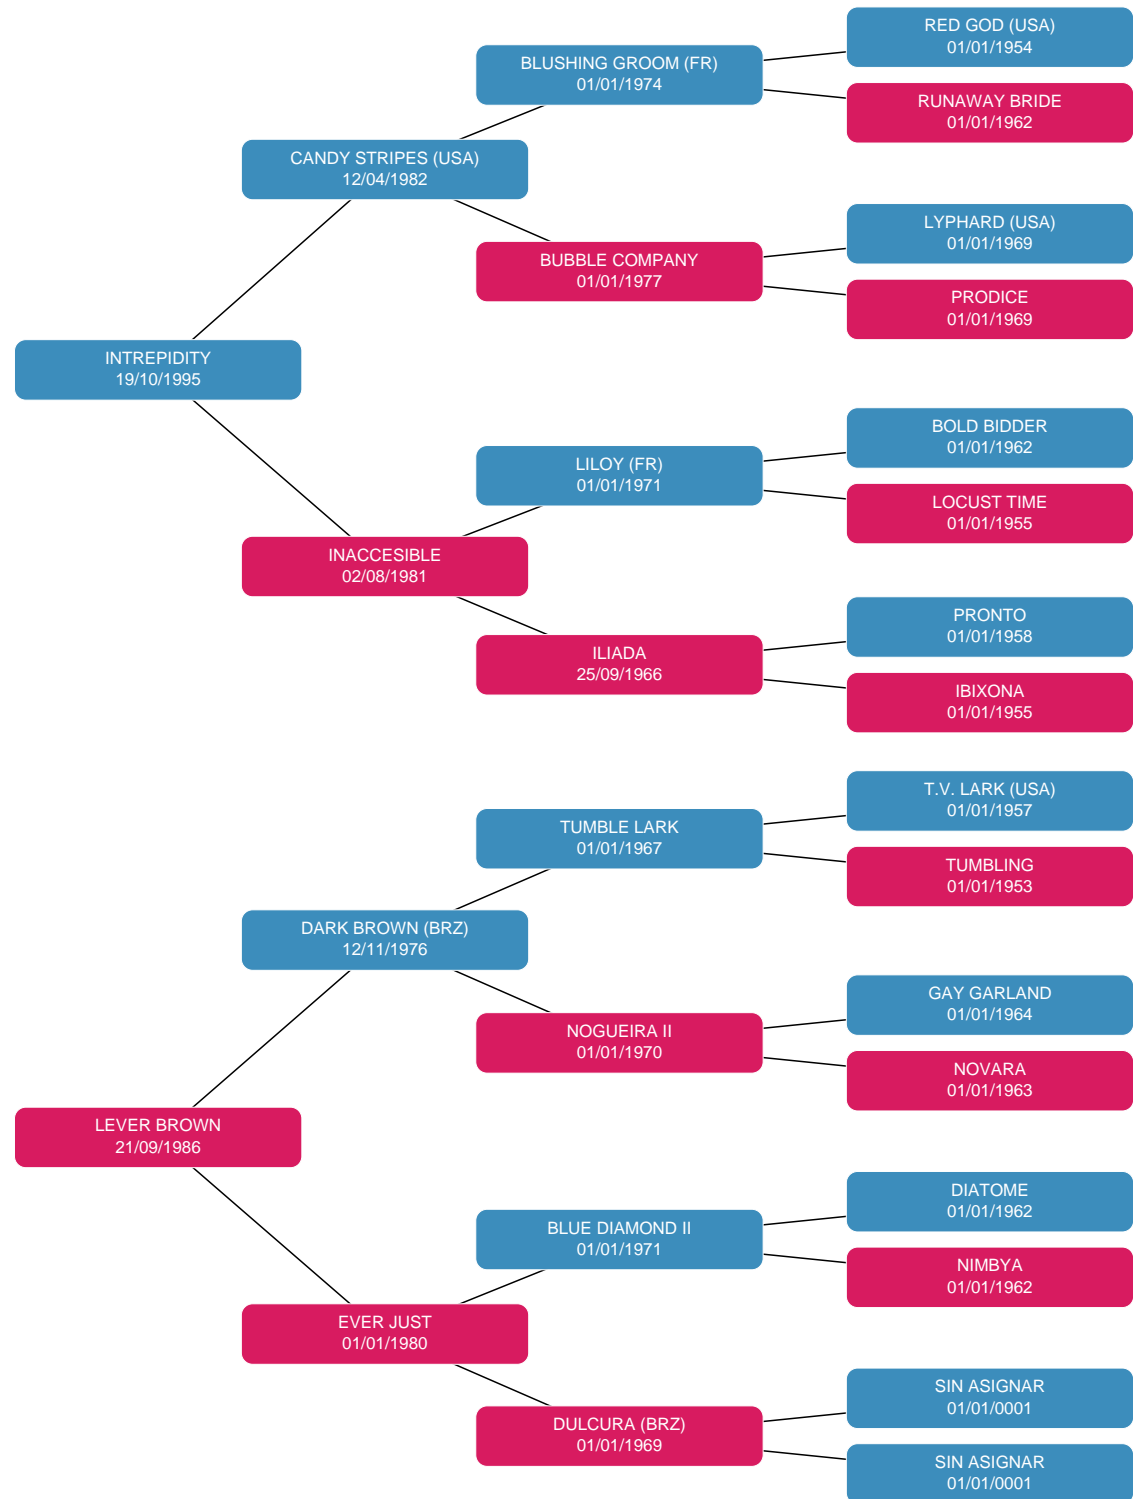 RED GOD (USA)
01/01/1954
BLUSHING GROOM (FR)
01/01/1974
RUNAWAY BRIDE
01/01/1962
CANDY STRIPES (USA)
12/04/1982
LYPHARD (USA)
01/01/1969
BUBBLE COMPANY
01/01/1977
PRODICE
01/01/1969
INTREPIDITY
19/10/1995
BOLD BIDDER
01/01/1962
LILOY (FR)
01/01/1971
LOCUST TIME
01/01/1955
INACCESIBLE
02/08/1981
PRONTO
01/01/1958
ILIADA
25/09/1966
IBIXONA
01/01/1955
T.V. LARK (USA)
01/01/1957
TUMBLE LARK
01/01/1967
TUMBLING
01/01/1953
DARK BROWN (BRZ)
12/11/1976
GAY GARLAND
01/01/1964
NOGUEIRA II
01/01/1970
NOVARA
01/01/1963
LEVER BROWN
21/09/1986
DIATOME
01/01/1962
BLUE DIAMOND II
01/01/1971
NIMBYA
01/01/1962
EVER JUST
01/01/1980
SIN ASIGNAR
01/01/0001
DULCURA (BRZ)
01/01/1969
SIN ASIGNAR
01/01/0001